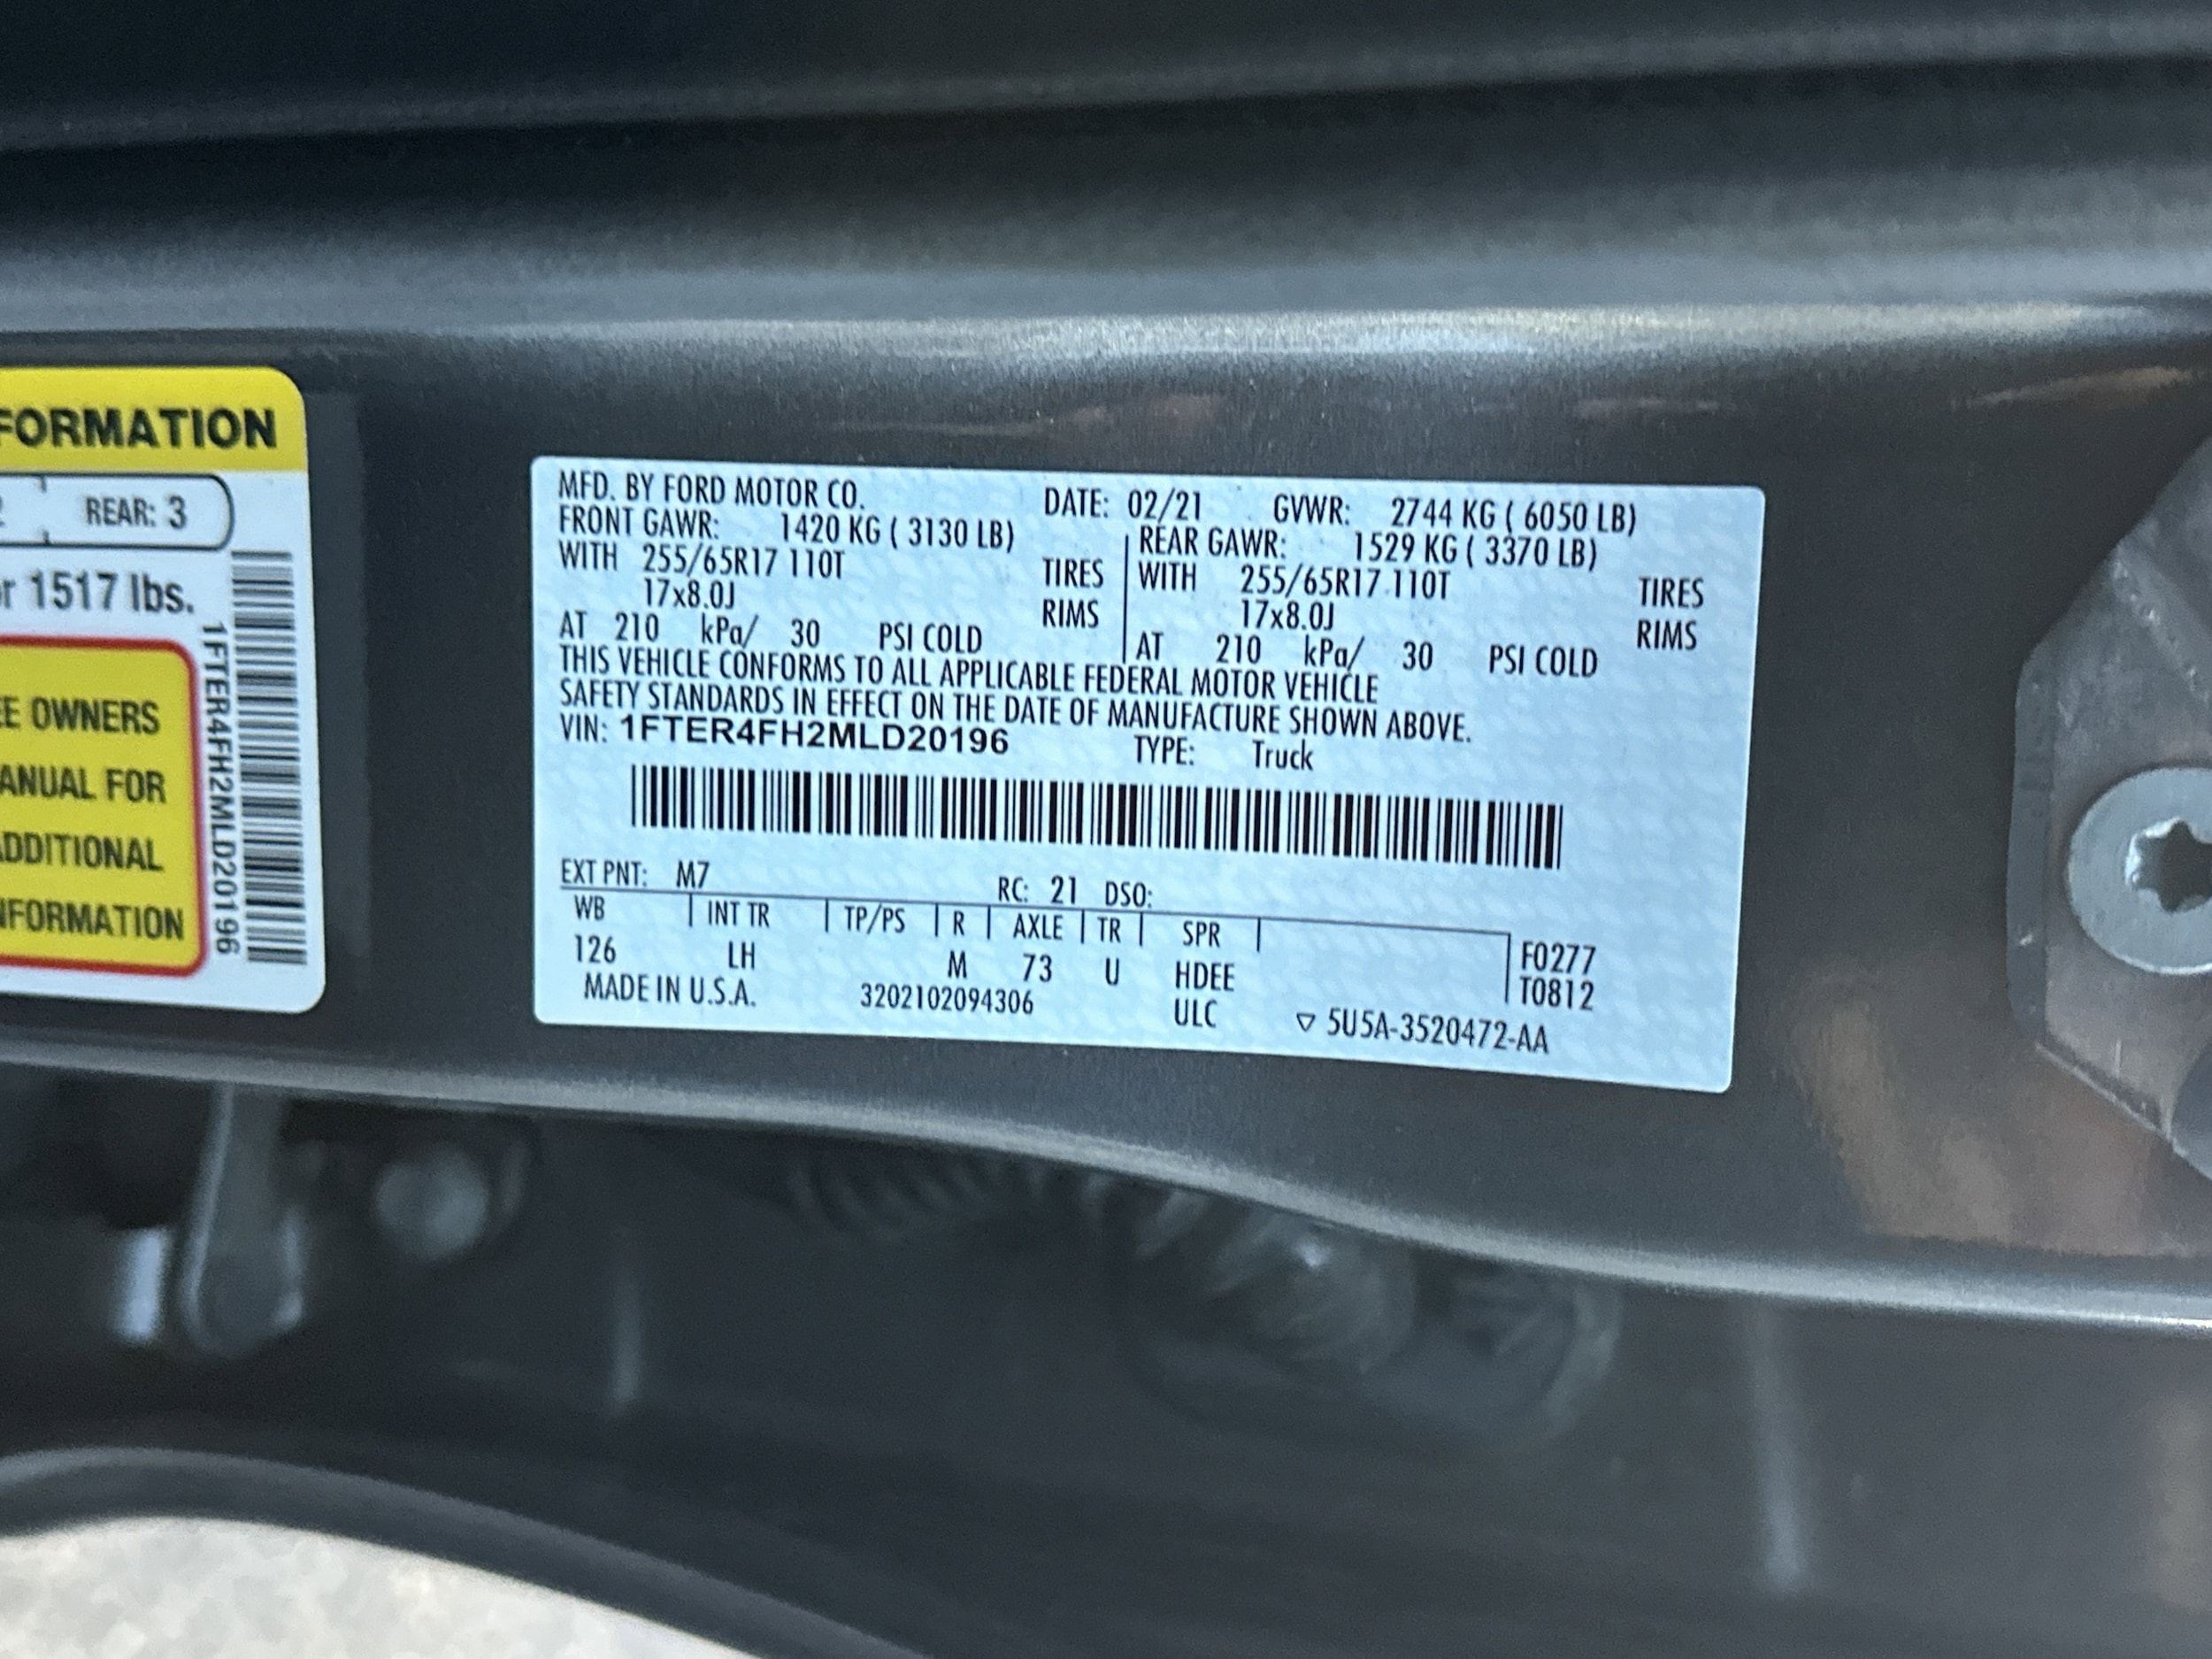 FORMATION
REAR: 3
r 1517 lbs.
1FTER4FH2MLD20196
E OWNERS
ANUAL FOR
ADDITIONAL
NFORMATION
MFD. BY FORD MOTOR CO. DATE: 02/21 GVWR: 2744 KG ( 6050 LB)
FRONT GAWR: 1420 KG ( 3130 LB) REAR GAWR: 1529 KG ( 3370 LB)
WITH 255/65R17 110T TIRES WITH 255/65R17 110T TIRES
17x8.0J RIMS 17x8.0J RIMS
AT 210 kPa/ 30 PSI COLD AT 210 kPa/ 30 PSI COLD
THIS VEHICLE CONFORMS TO ALL APPLICABLE FEDERAL MOTOR VEHICLE
SAFETY STANDARDS IN EFFECT ON THE DATE OF MANUFACTURE SHOWN ABOVE.
VIN: 1FTER4FH2MLD20196 TYPE: Truck
EXT PNT: M7 RC: 21 DSO:
WB INT TR TP/PS R AXLE TR SPR F0277
126 LH M 73 U HDEE T0812
MADE IN U.S.A. 3202102094306 ULC ▽ 5U5A-3520472-AA